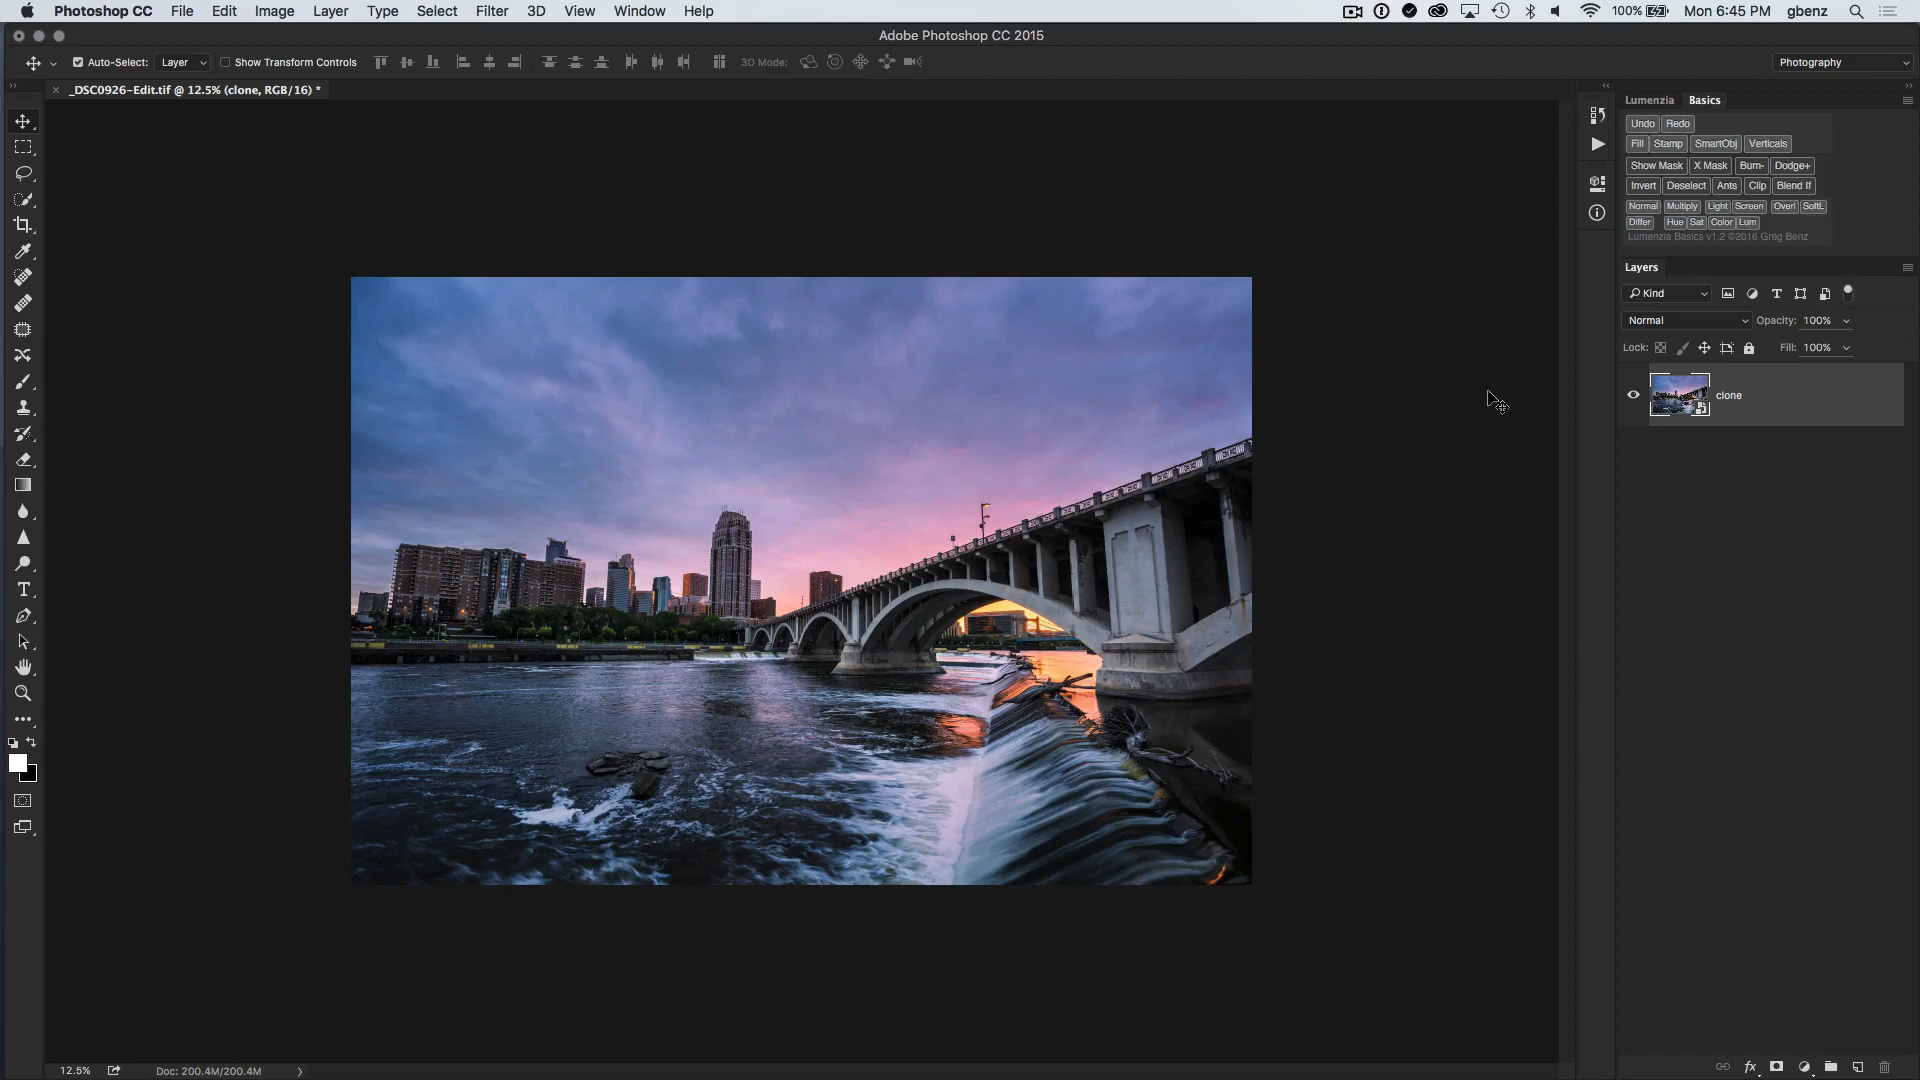 Photoshop CC File Edit Image Layer Type Select Filter 3D View Window Help 100% Mon 6:45 PM gbenz
Adobe Photoshop CC 2015
Auto-Select: Layer Show Transform Controls 3D Mode: Photography
_DSC0926-Edit.tif @ 12.5% (clone, RGB/16) *
Lumenzia Basics
Undo Redo
Fill Stamp SmartObj Verticals
Show Mask X Mask Burn- Dodge+
Invert Deselect Ants Clip Blend If
Normal Multiply Light Screen Overl SoftL
Differ Hue Sat Color Lum
Lumenzia Basics v1.2 ©2016 Greg Benz
Layers
Kind
Normal Opacity: 100%
Lock: Fill: 100%
clone
12.5% Doc: 200.4M/200.4M